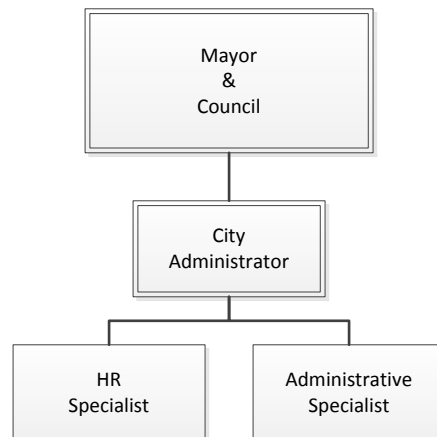 Mayor
&
Council
City
Administrator
HR
Specialist
Administrative
Specialist